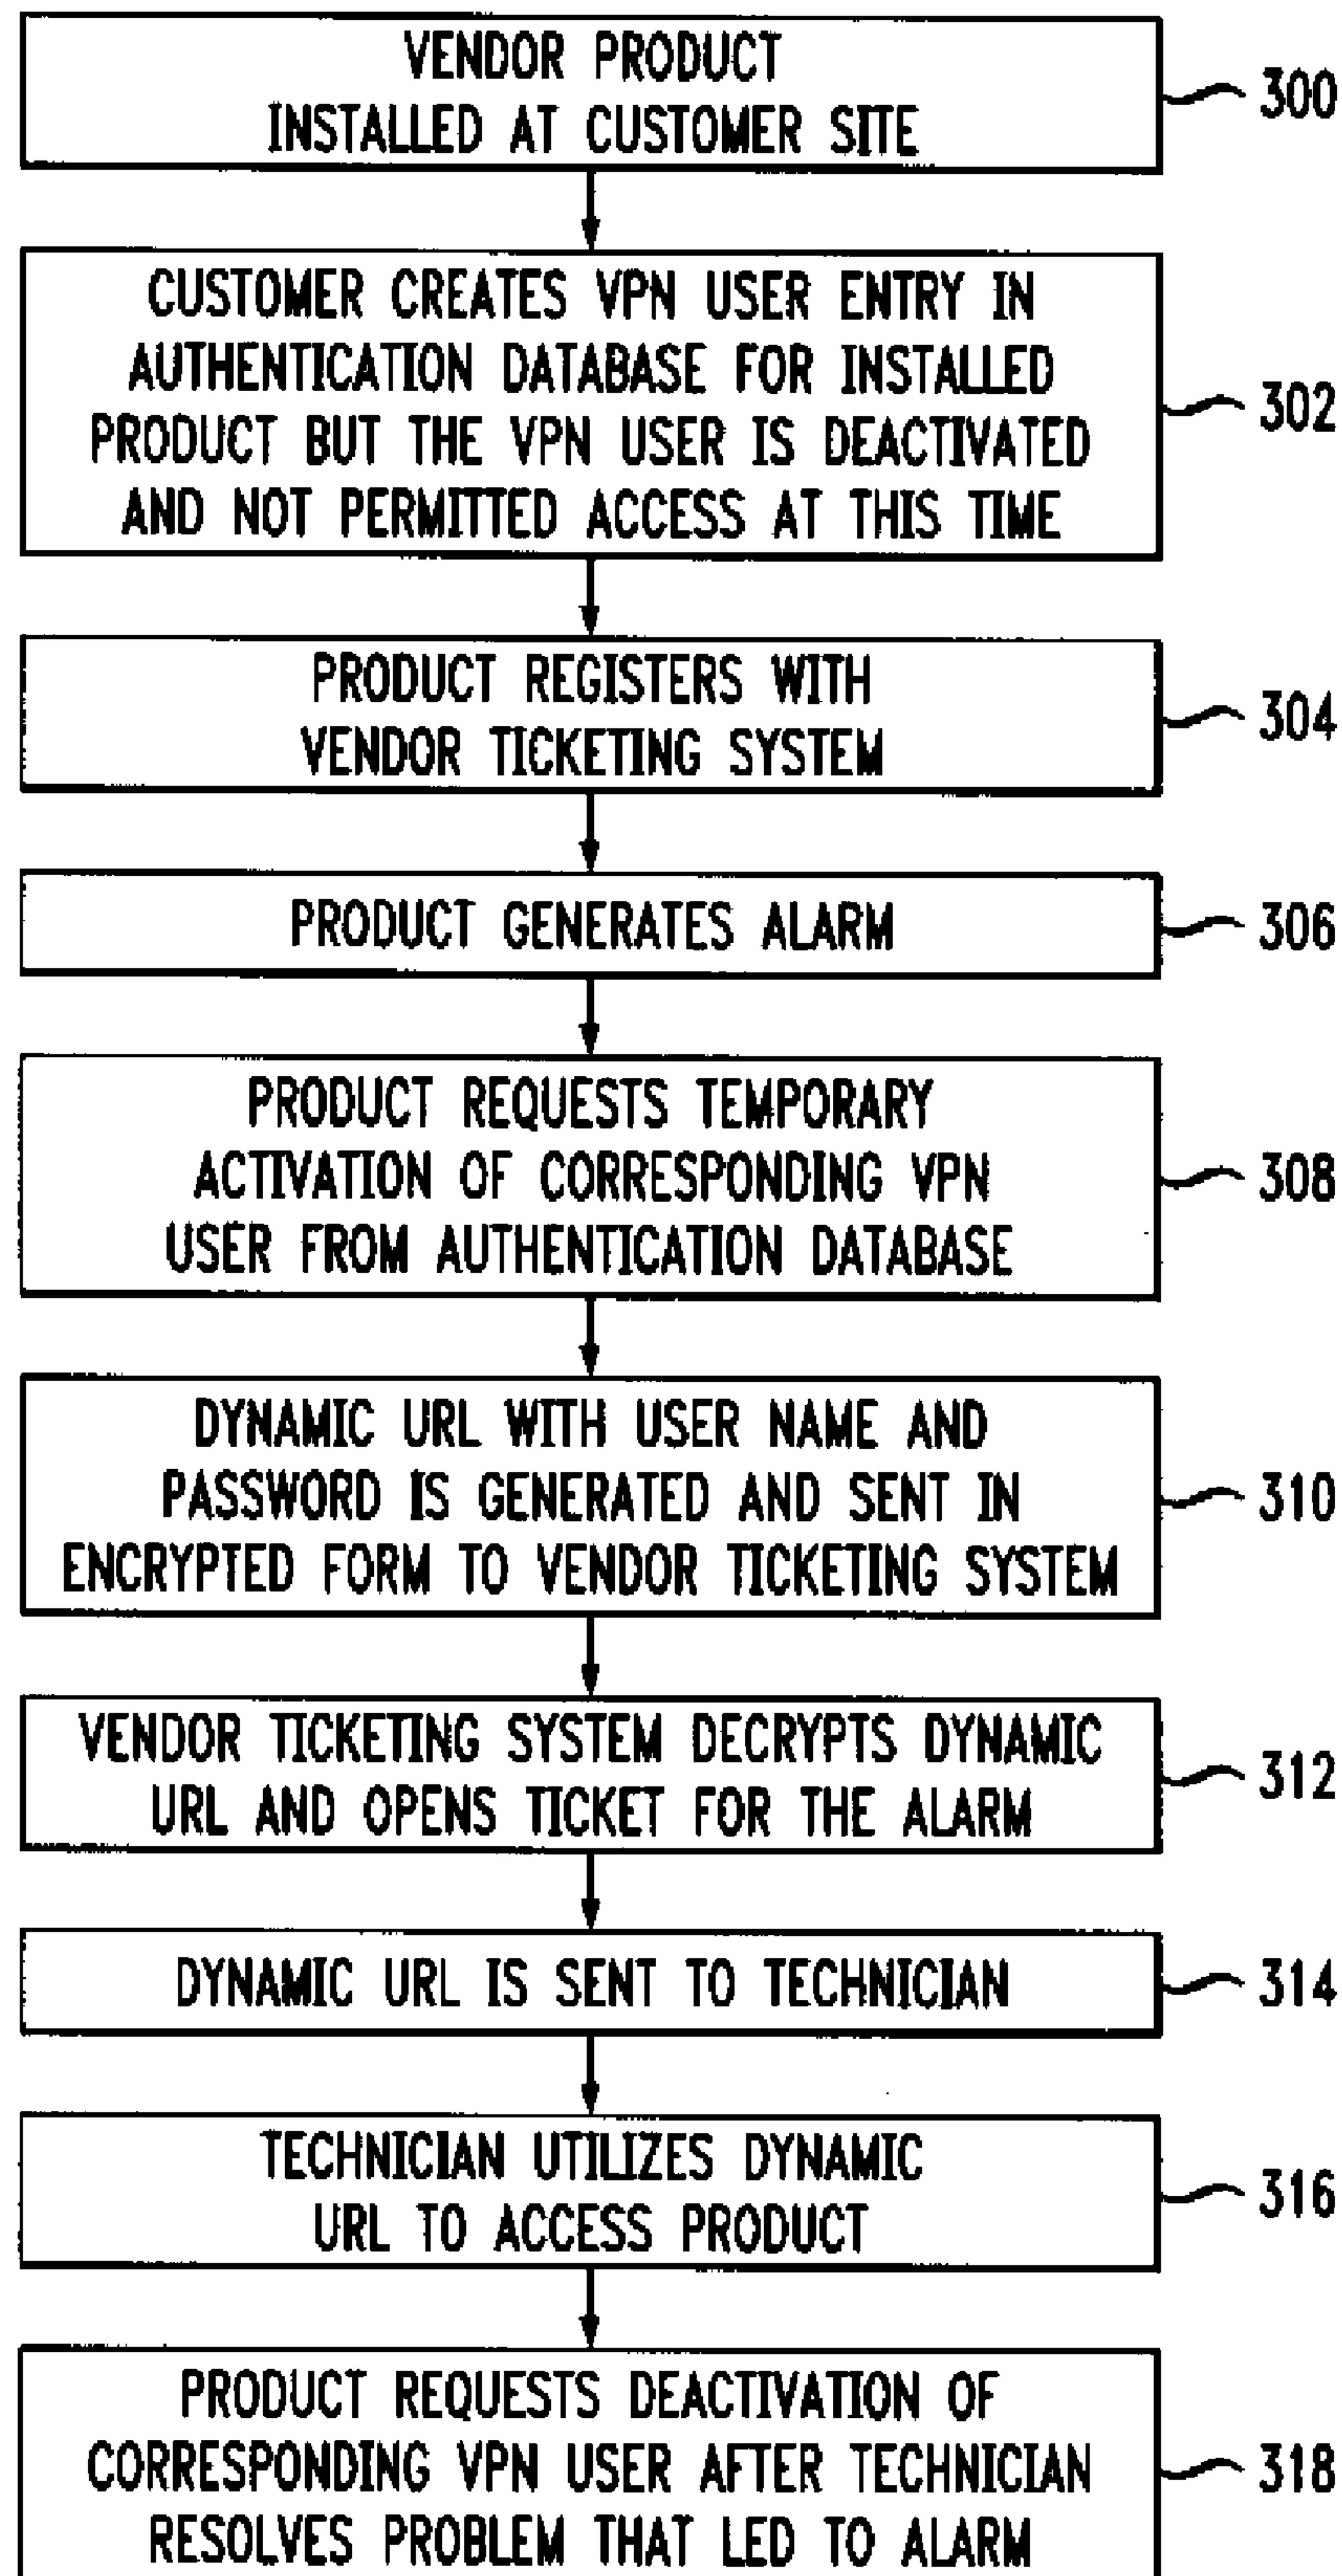 VENDOR PRODUCT
INSTALLED AT CUSTOMER SITE
300
CUSTOMER CREATES VPN USER ENTRY IN
AUTHENTICATION DATABASE FOR INSTALLED
PRODUCT BUT THE VPN USER IS DEACTIVATED
AND NOT PERMITTED ACCESS AT THIS TIME
302
PRODUCT REGISTERS WITH
VENDOR TICKETING SYSTEM
304
PRODUCT GENERATES ALARM
306
PRODUCT REQUESTS TEMPORARY
ACTIVATION OF CORRESPONDING VPN
USER FROM AUTHENTICATION DATABASE
308
DYNAMIC URL WITH USER NAME AND
PASSWORD IS GENERATED AND SENT IN
ENCRYPTED FORM TO VENDOR TICKETING SYSTEM
310
VENDOR TICKETING SYSTEM DECRYPTS DYNAMIC
URL AND OPENS TICKET FOR THE ALARM
312
DYNAMIC URL IS SENT TO TECHNICIAN
314
TECHNICIAN UTILIZES DYNAMIC
URL TO ACCESS PRODUCT
316
PRODUCT REQUESTS DEACTIVATION OF
CORRESPONDING VPN USER AFTER TECHNICIAN
RESOLVES PROBLEM THAT LED TO ALARM
318